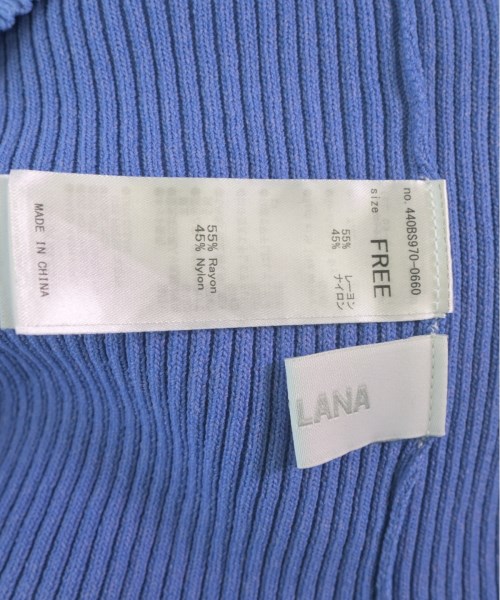 no. 440BS970-0660
size
FREE
55% レーヨン
45% ナイロン
55% Rayon
45% Nylon
MADE IN CHINA
LANA